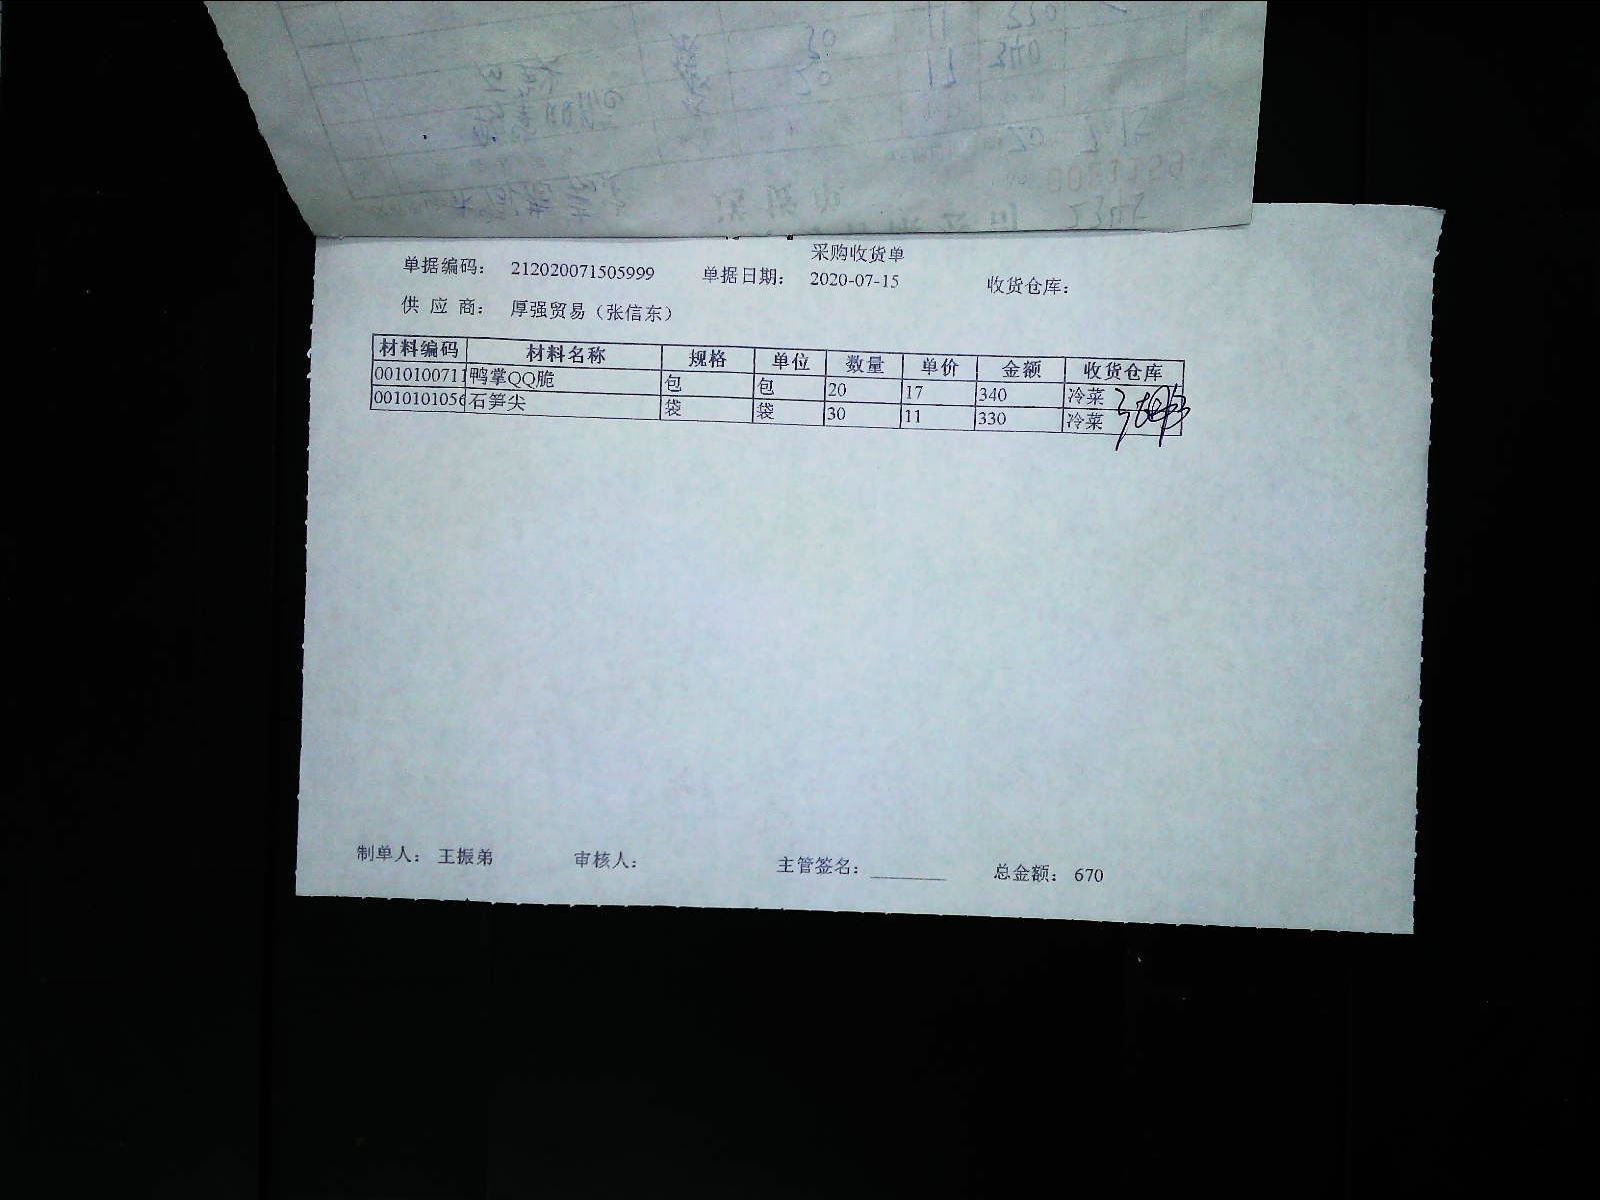 采购收货单
单据编码： 212020071505999 单据日期： 2020-07-15 收货仓库：
供 应 商： 厚强贸易（张信东）
材料编码 材料名称 规格 单位 数量 单价 金额 收货仓库
0010100711 鸭掌QQ脆 包 包 20 17 340 冷菜
0010101056 石笋尖 袋 袋 30 11 330 冷菜
制单人： 王振弟 审核人： 主管签名： 总金额： 670